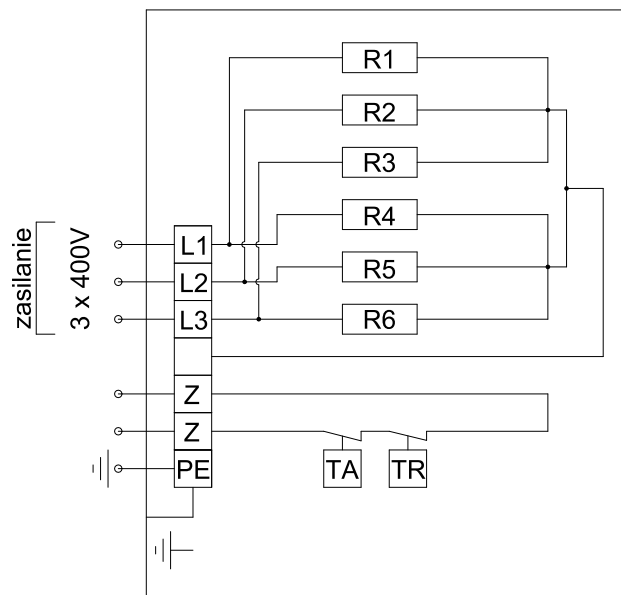 R1
R2
R3
R4
R5
R6
zasilanie
3 x 400V
L1
L2
L3
Z
Z
PE
TA
TR